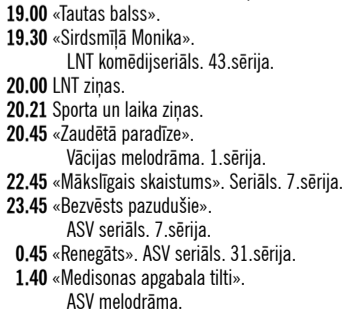 19.00 «Tautas balss».
19.30 «Sirdsmīļā Monika».
LNT komēdijseriāls. 43.sērija.
20.00 LNT ziņas.
20.21 Sporta un laika ziņas.
20.45 «Zaudētā paradīze».
Vācijas melodrāma. 1.sērija.
22.45 «Mākslīgais skaistums». Seriāls. 7.sērija.
23.45 «Bezvēsts pazudušie».
ASV seriāls. 7.sērija.
0.45 «Renegāts». ASV seriāls. 31.sērija.
1.40 «Medisonas apgabala tilti».
ASV melodrāma.